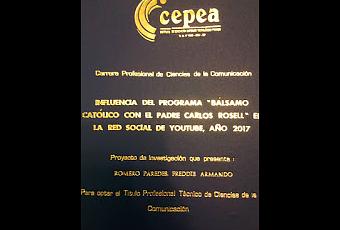 cepea
Carrera Profesional de Ciencias de la Comunicación
INFLUENCIA DEL PROGRAMA "BÁLSAMO
CATÓLICO CON EL PADRE CARLOS ROSELL" E
LA RED SOCIAL DE YOUTUBE, AÑO 2017
Proyecto de Investigación que presenta :
ROMERO PAREDES FREDDIE ARMANDO
Para optar el Título Profesional Técnico de Ciencias de la
Comunicación